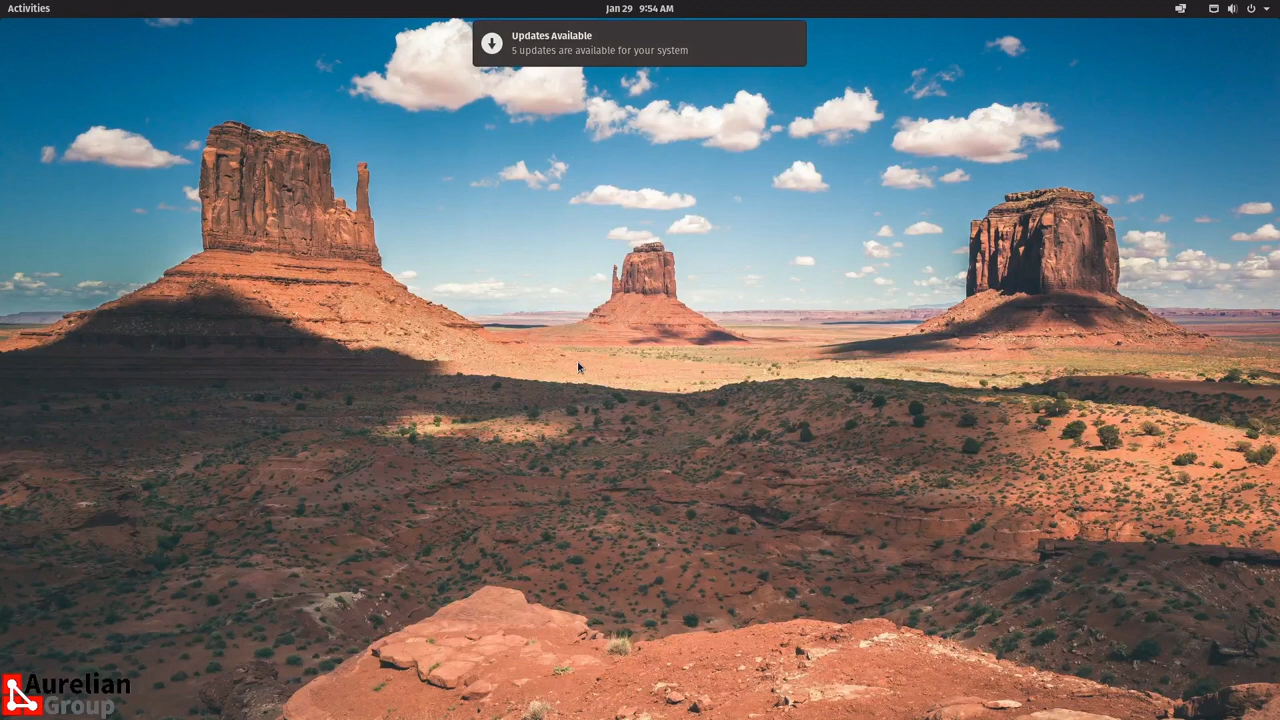 Activities
Jan 29 9:54 AM
Updates Available
5 updates are available for your system
Aurelian
Group